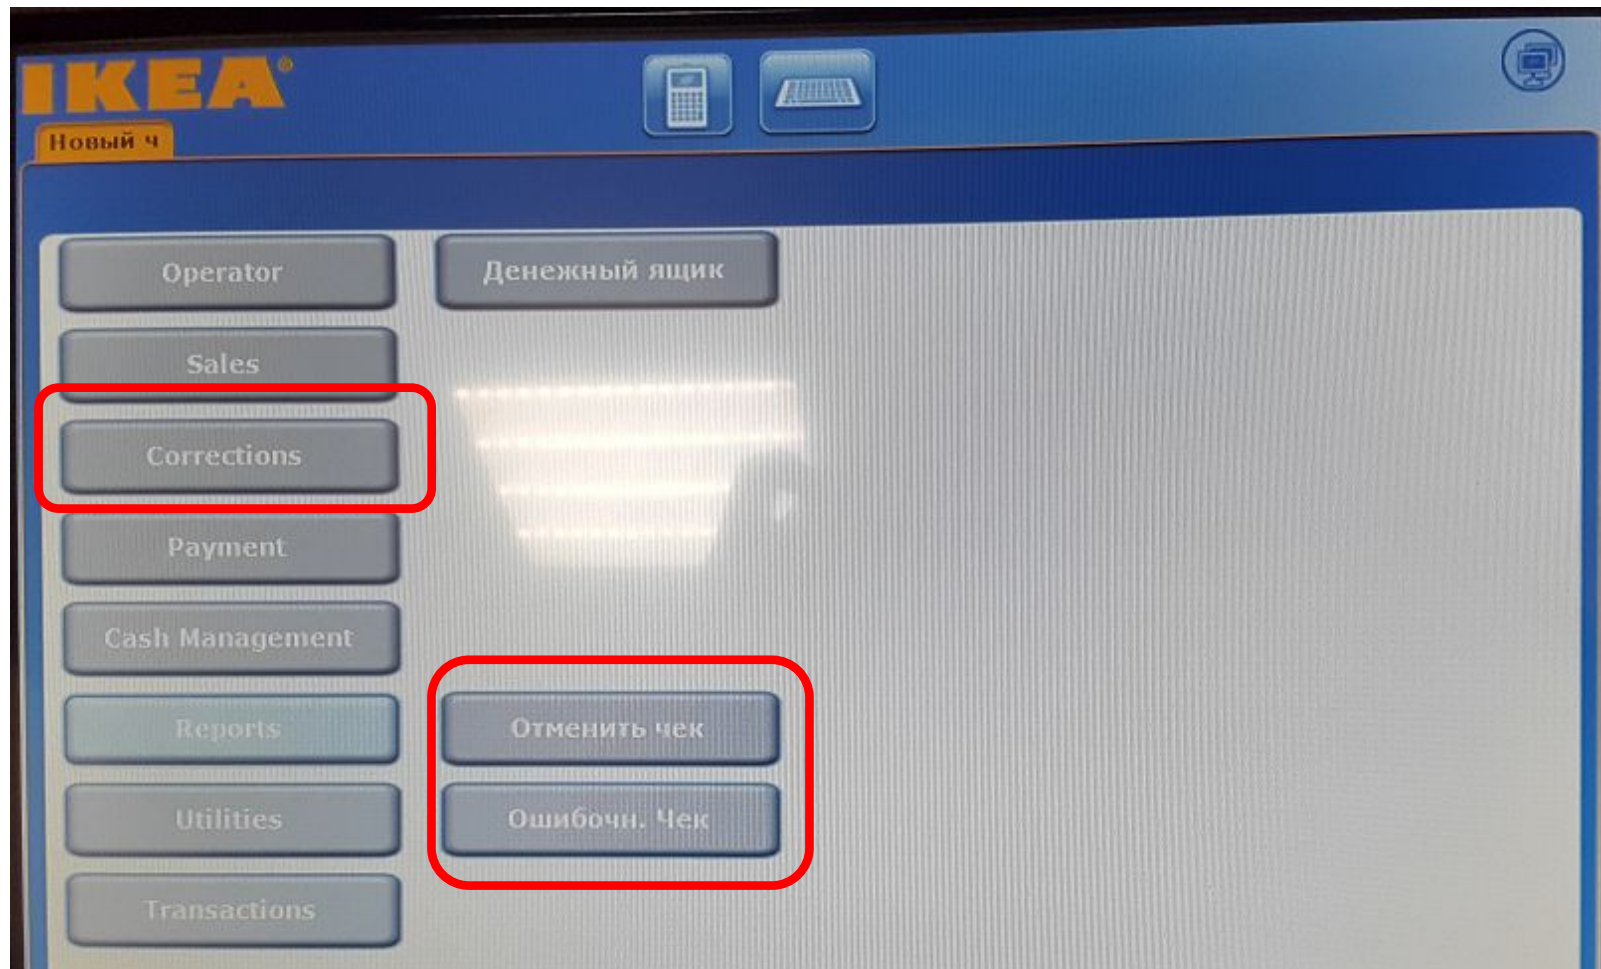 IKEA®
Новый ч
Operator
Денежный ящик
Sales
Corrections
Payment
Cash Management
Reports
Отменить чек
Utilities
Ошибочн. Чек
Transactions